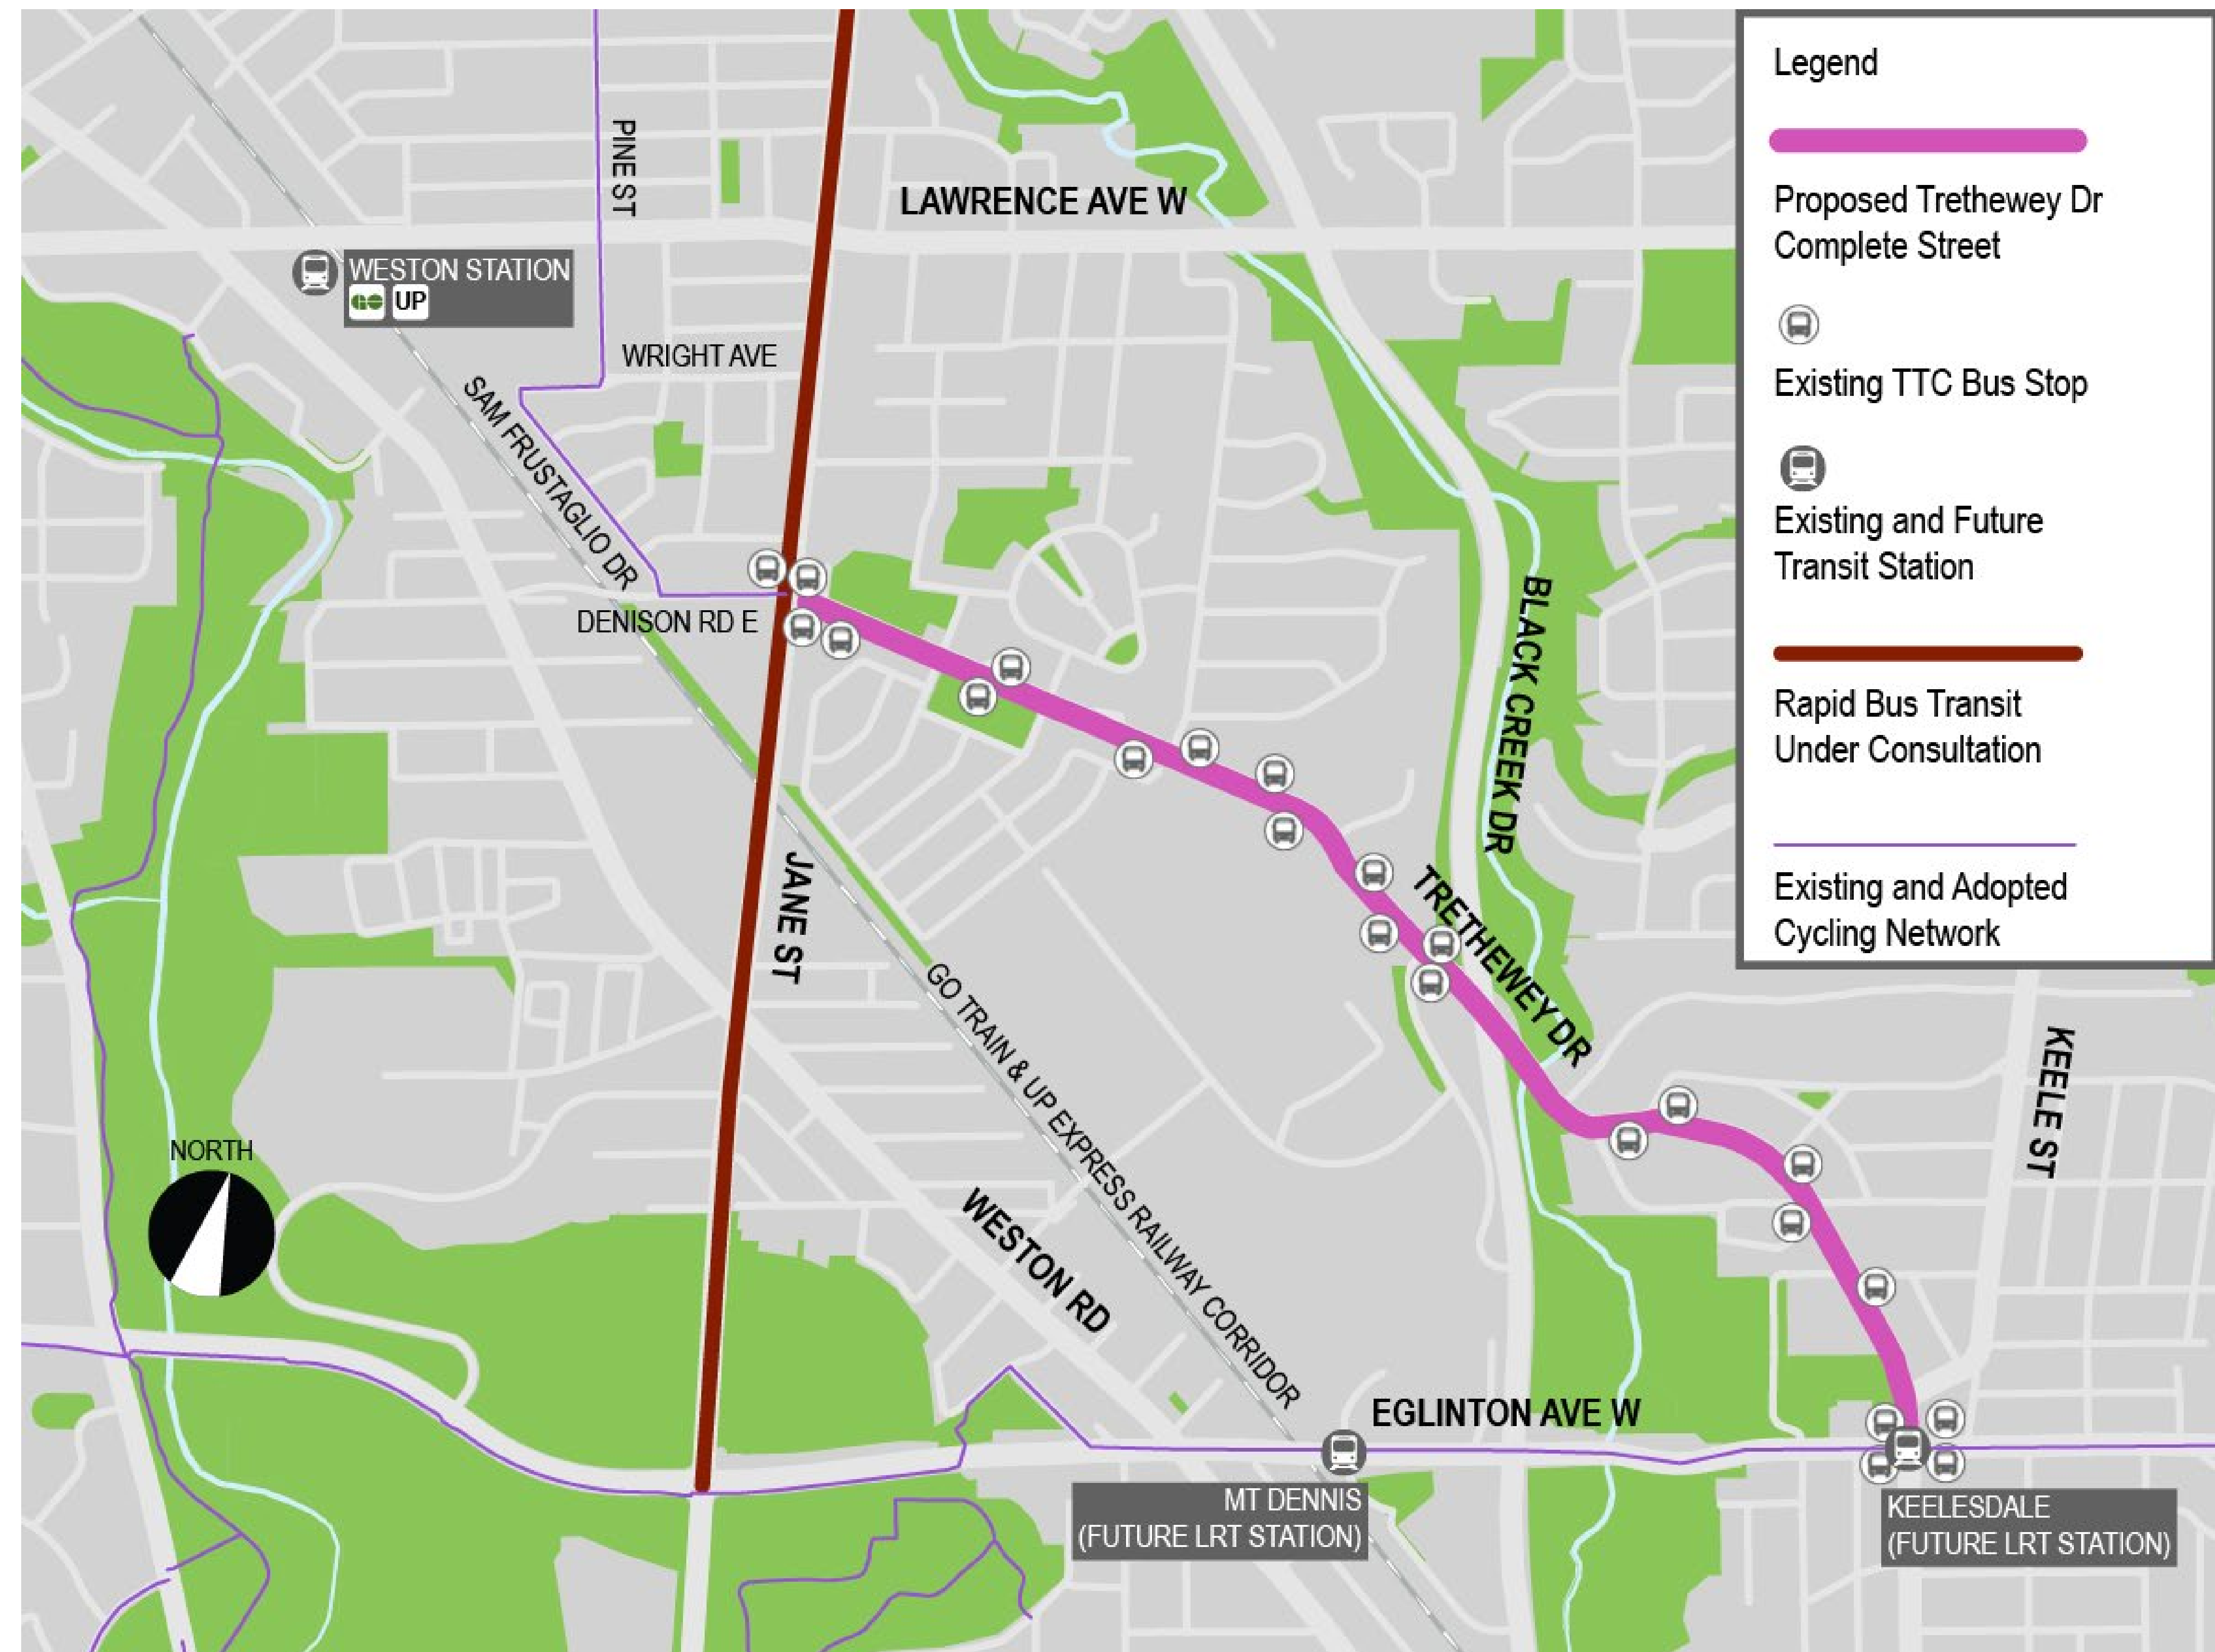 Legend
Proposed Trethewey Dr
Complete Street
Existing TTC Bus Stop
Existing and Future
Transit Station
Rapid Bus Transit
Under Consultation
Existing and Adopted
Cycling Network
PINE ST
LAWRENCE AVE W
WESTON STATION
GO UP
WRIGHT AVE
SAM FRUSTAGLIO DR
DENISON RD E
BLACK CREEK DR
JANE ST
TRETHEWEY DR
GO TRAIN & UP EXPRESS RAILWAY CORRIDOR
KEELE ST
NORTH
WESTON RD
EGLINTON AVE W
MT DENNIS
(FUTURE LRT STATION)
KEELESDALE
(FUTURE LRT STATION)